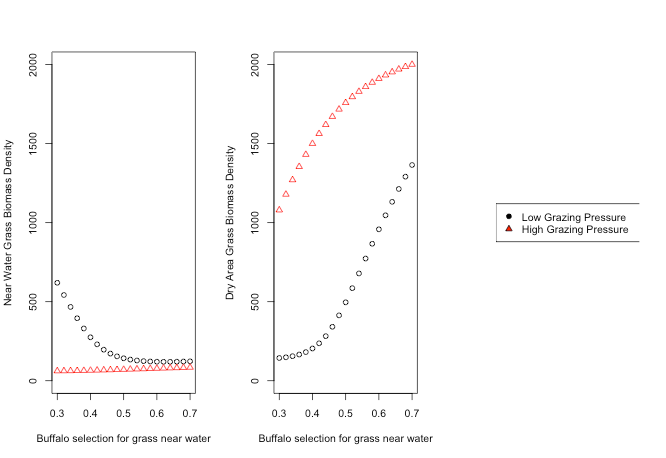 Near Water Grass Biomass Density
2000
1500
1000
500
0
0.3 0.4 0.5 0.6 0.7
Buffalo selection for grass near water
Dry Area Grass Biomass Density
2000
1500
1000
500
0
0.3 0.4 0.5 0.6 0.7
Buffalo selection for grass near water
Low Grazing Pressure
High Grazing Pressure